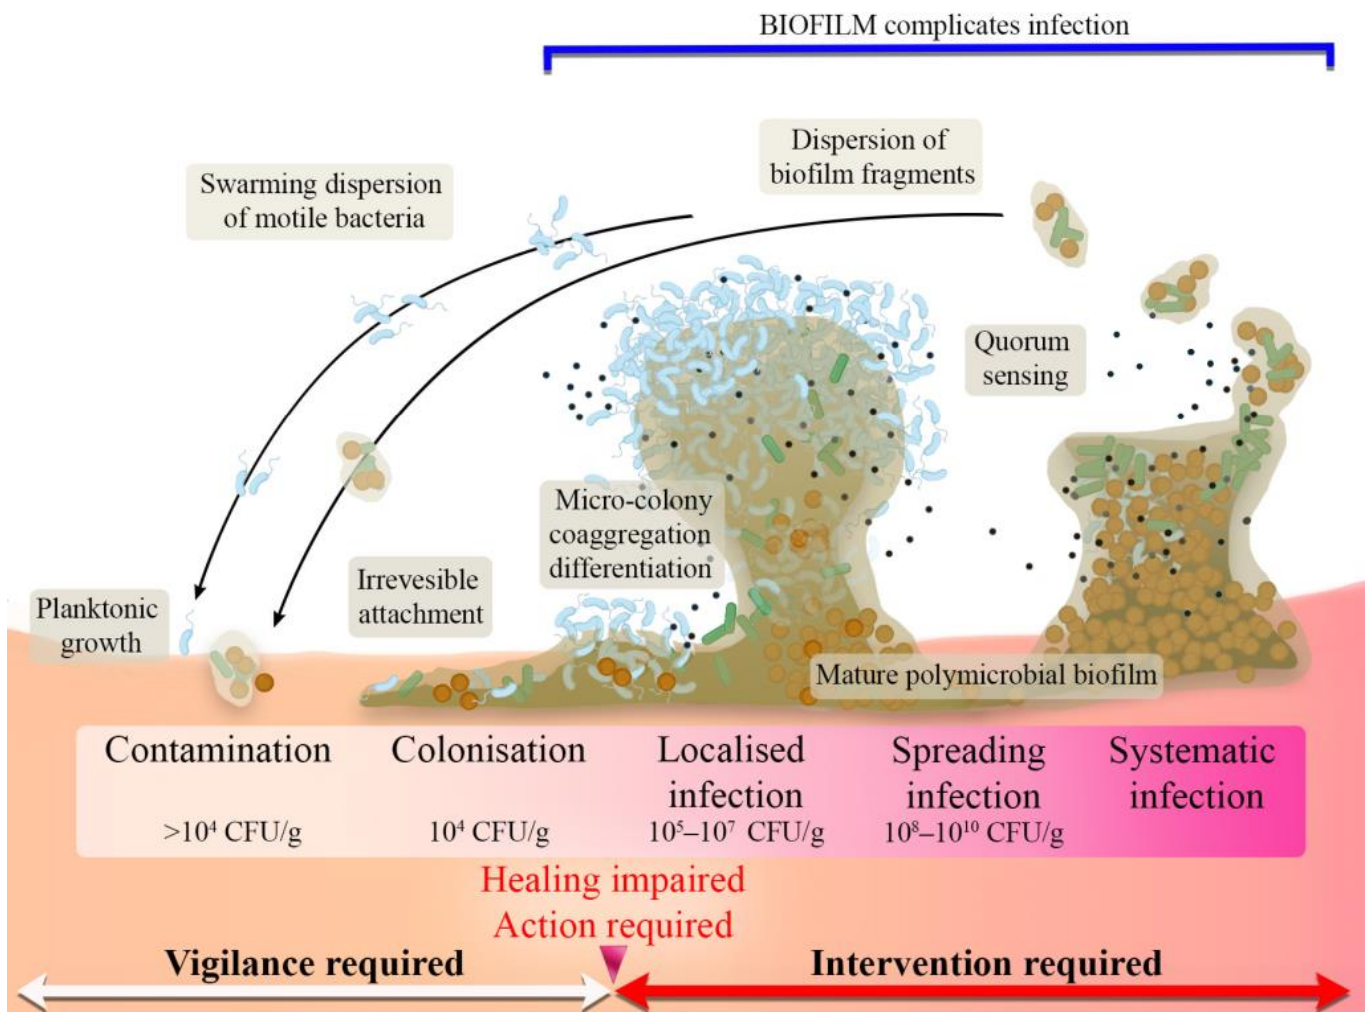 BIOFILM complicates infection
Dispersion of
biofilm fragments
Swarming dispersion
of motile bacteria
Quorum
sensing
Micro-colony
coaggregation
differentiation
Irrevesible
attachment
Planktonic
growth
Mature polymicrobial biofilm
Contamination
>10⁴ CFU/g
Colonisation
10⁴ CFU/g
Localised
infection
10⁵–10⁷ CFU/g
Spreading
infection
10⁸–10¹⁰ CFU/g
Systematic
infection
Healing impaired
Action required
Vigilance required
Intervention required